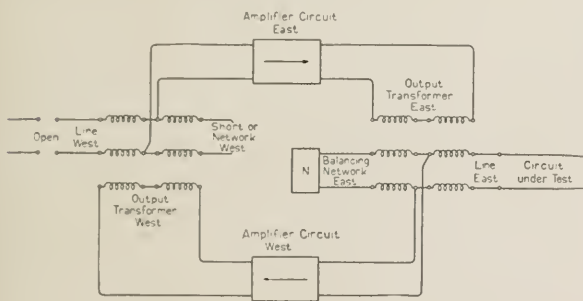 Amplifier Circuit
East
Output
Transformer
East
Open
Line
West
Short or
Network
West
N
Balancing
Network
East
Line
East
Circuit
under Test
Output
Transformer
West
Amplifier Circuit
West